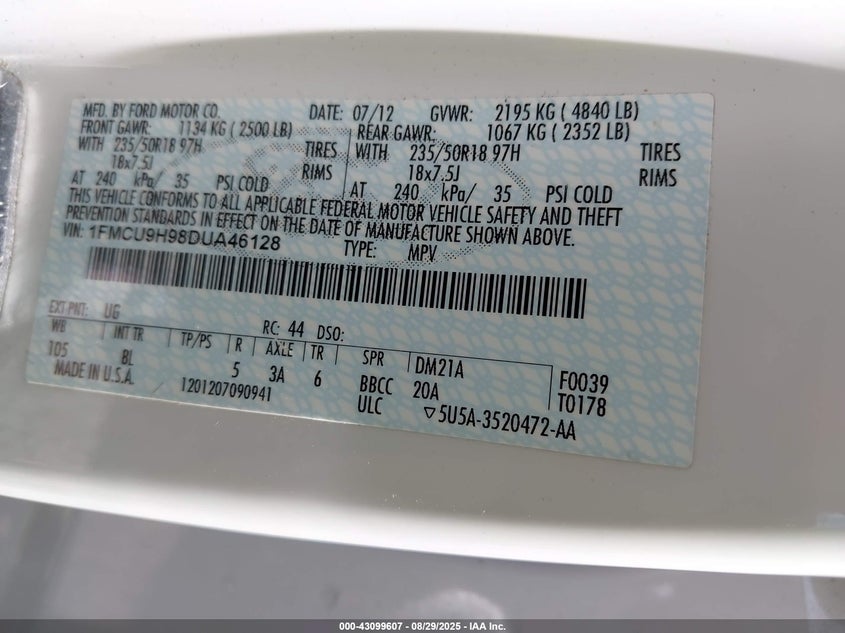 MFD. BY FORD MOTOR CO. DATE: 07/12 GVWR: 2195 KG ( 4840 LB)
FRONT GAWR: 1134 KG ( 2500 LB) REAR GAWR: 1067 KG ( 2352 LB)
WITH 235/50R18 97H TIRES WITH 235/50R18 97H TIRES
18x7.5J RIMS 18x7.5J RIMS
AT 240 kPa/ 35 PSI COLD AT 240 kPa/ 35 PSI COLD
THIS VEHICLE CONFORMS TO ALL APPLICABLE FEDERAL MOTOR VEHICLE SAFETY AND THEFT
PREVENTION STANDARDS IN EFFECT ON THE DATE OF MANUFACTURE SHOWN ABOVE.
VIN: 1FMCU9H98DUA46128 TYPE: MPV
EXT PNT: UG RC: 44 DSO:
WB INT TR TP/PS R AXLE TR SPR DM21A F0039
105 8L 5 3A 6 BBCC 20A T0178
MADE IN U.S.A. 1201207090941 ULC ▽5U5A-3520472-AA
000-43099607 / 08/29/2025 - IAA Inc.